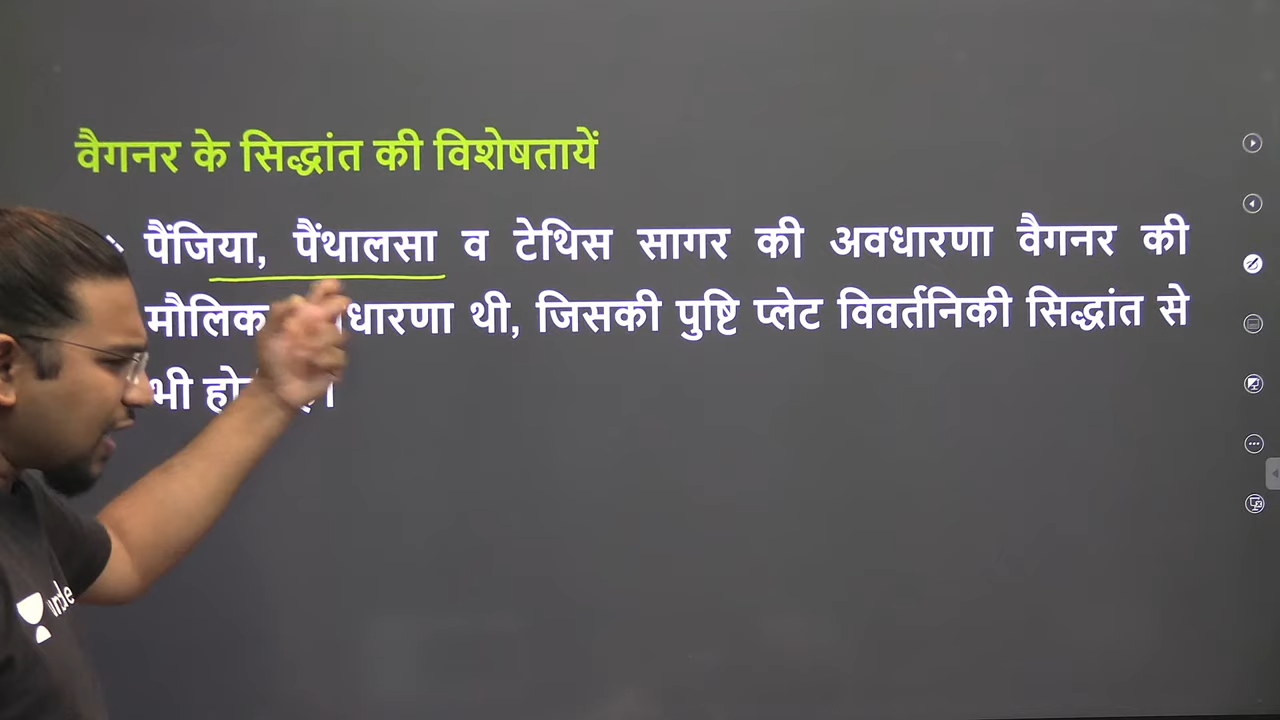 वैगनर के सिद्धांत की विशेषतायें
पैंजिया, पैंथालसा व टेथिस सागर की अवधारणा वैगनर की
मौलिक धारणा थी, जिसकी पुष्टि प्लेट विवर्तनिकी सिद्धांत से
भी